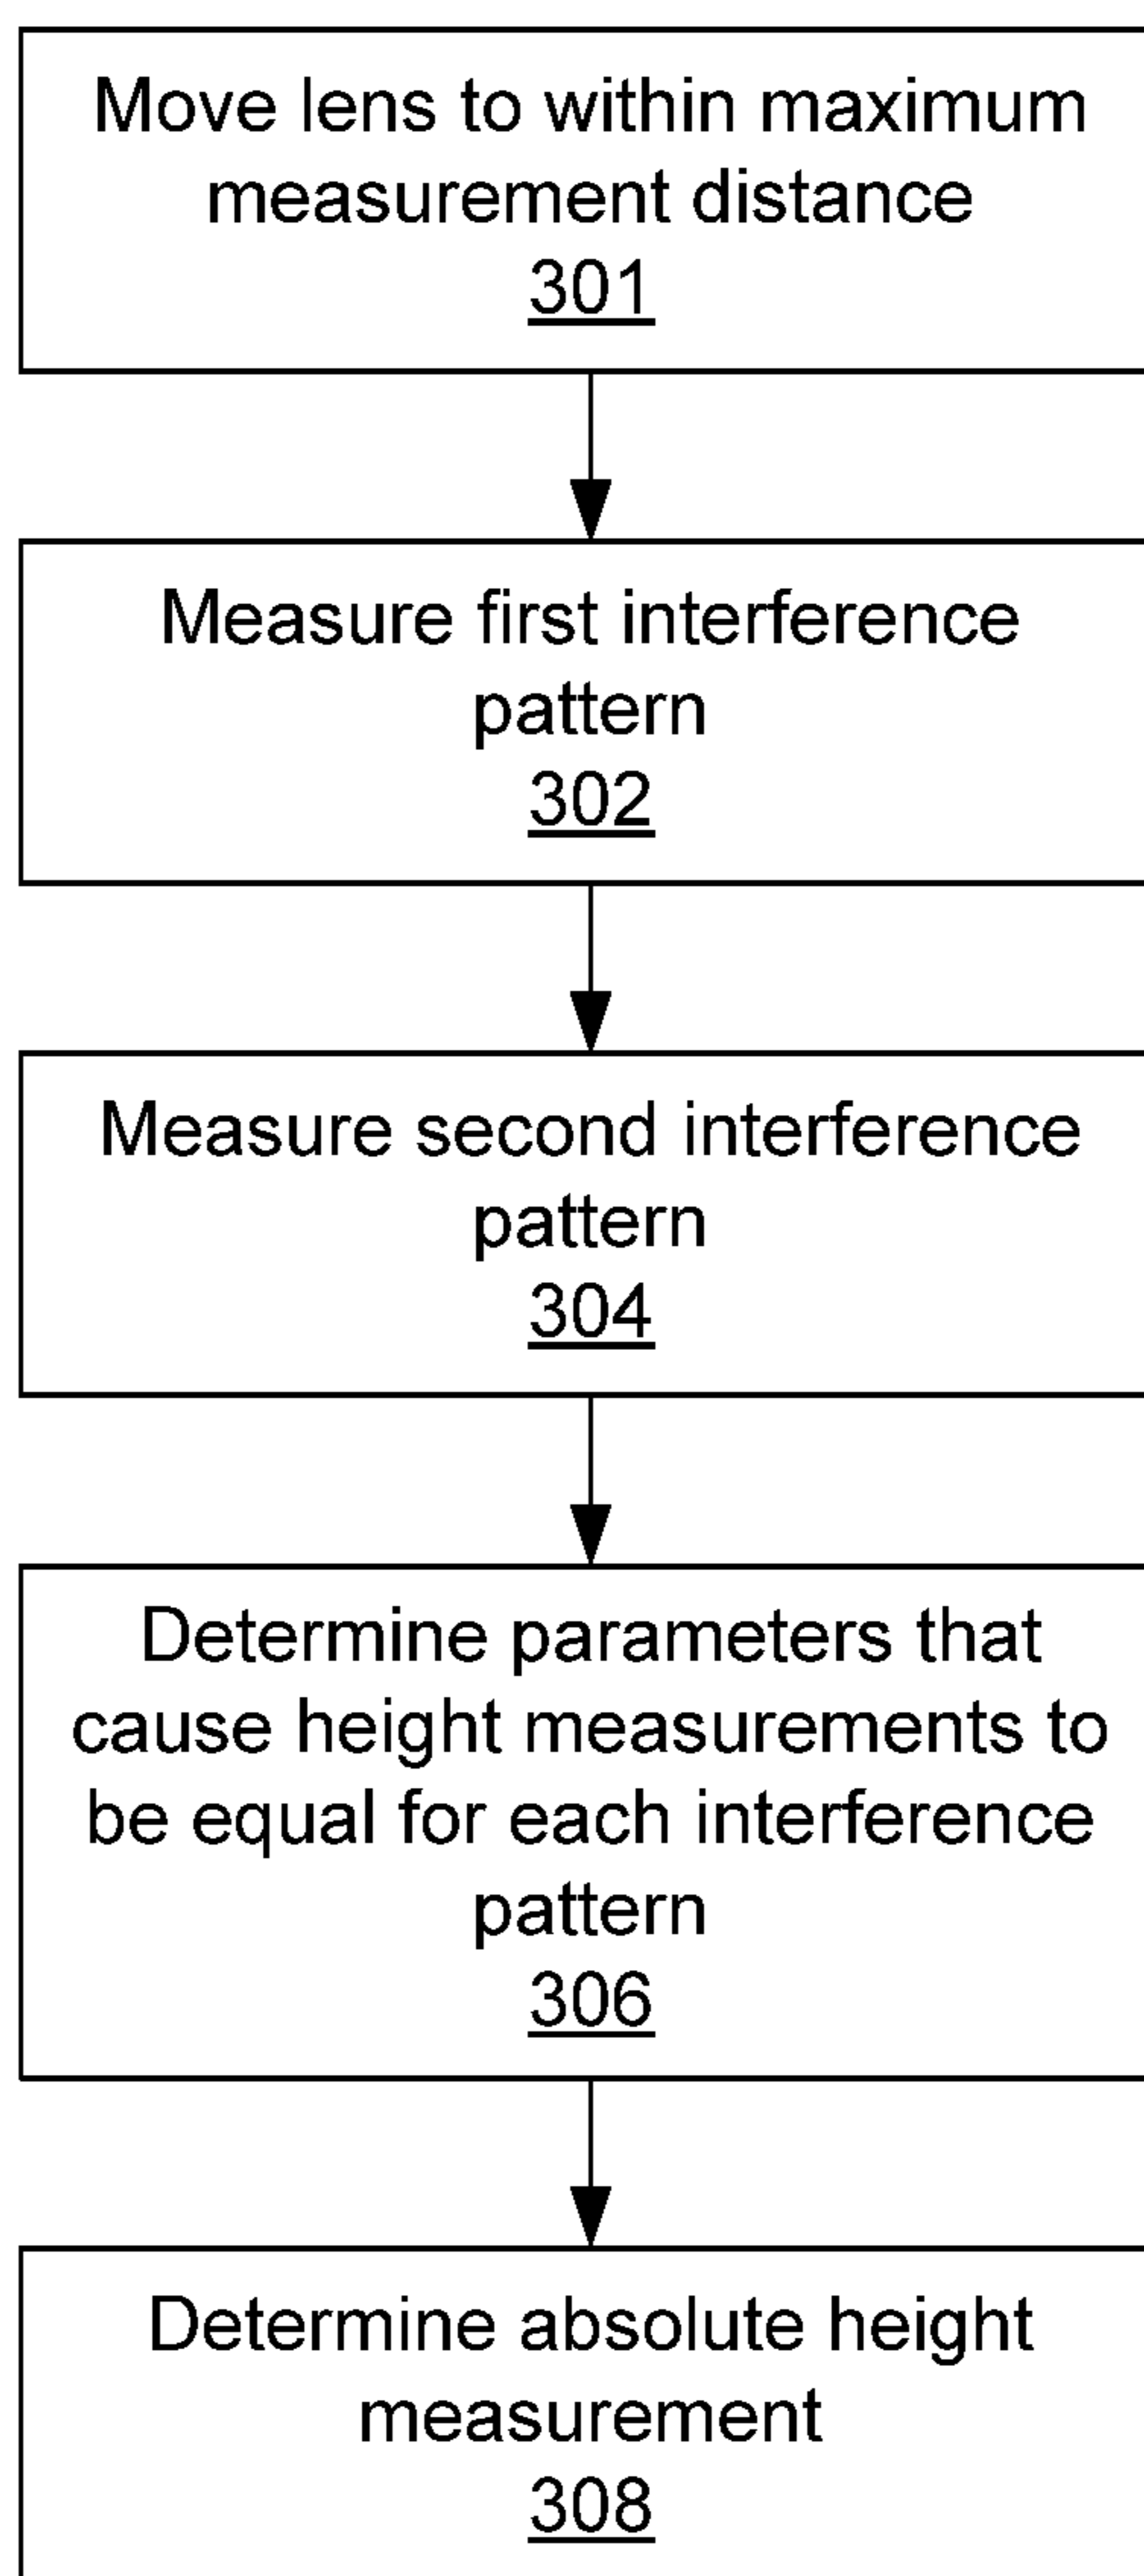 Move lens to within maximum
measurement distance
301
Measure first interference
pattern
302
Measure second interference
pattern
304
Determine parameters that
cause height measurements to
be equal for each interference
pattern
306
Determine absolute height
measurement
308